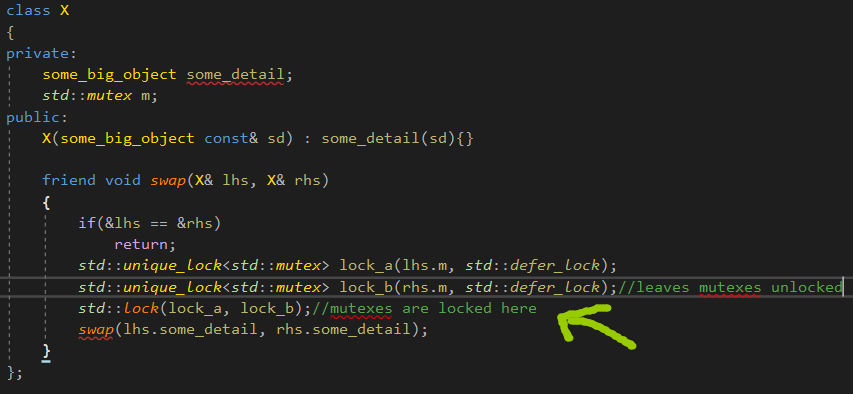 class X
{
private:
    some_big_object some_detail;
    std::mutex m;
public:
    X(some_big_object const& sd) : some_detail(sd){}
    friend void swap(X& lhs, X& rhs)
    {
        if(&lhs == &rhs)
            return;
        std::unique_lock<std::mutex> lock_a(lhs.m, std::defer_lock);
        std::unique_lock<std::mutex> lock_b(rhs.m, std::defer_lock);//leaves mutexes unlocked
        std::lock(lock_a, lock_b);//mutexes are locked here
        swap(lhs.some_detail, rhs.some_detail);
    }
};